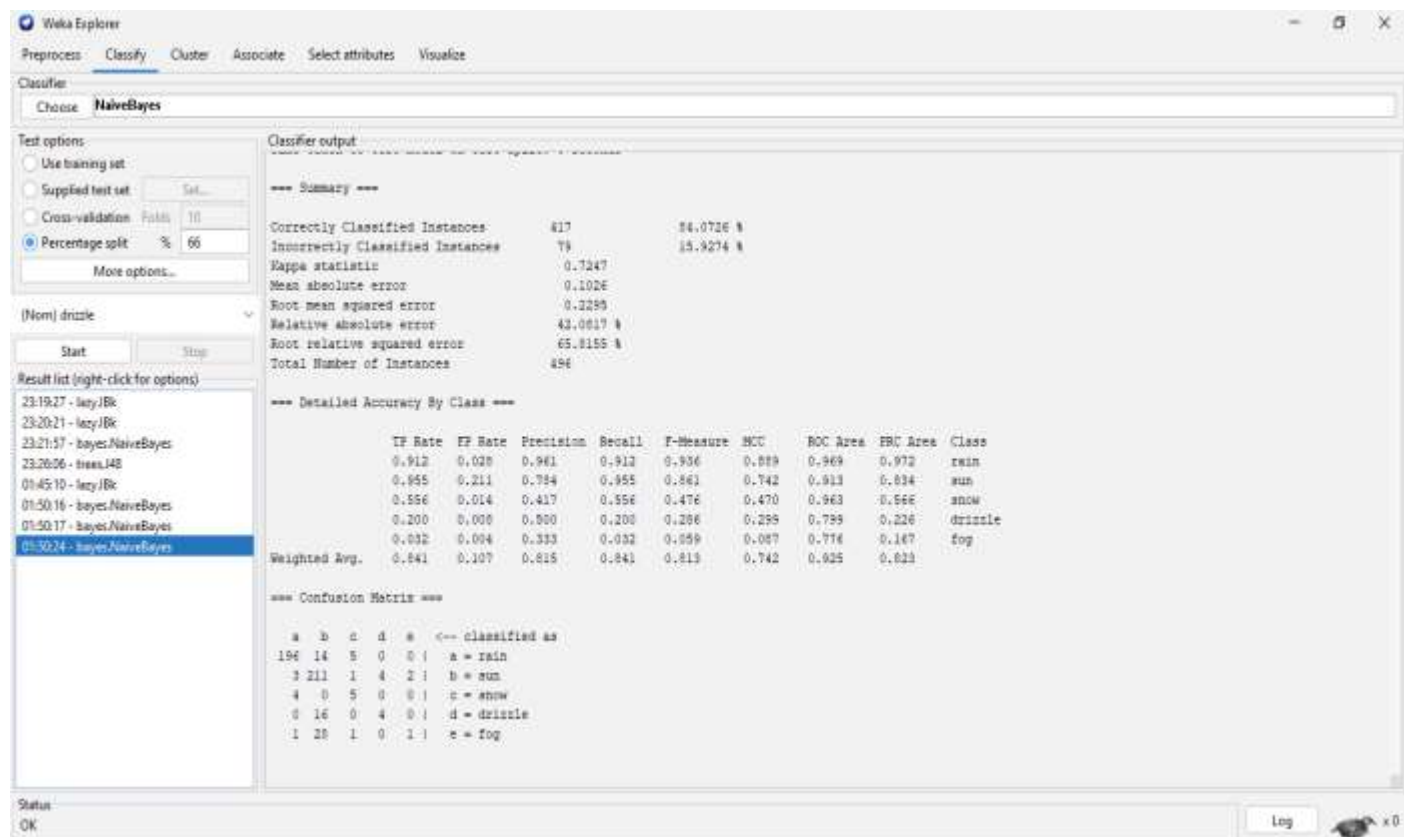 Weka Explorer
Preprocess Classify Cluster Associate Select attributes Visualize
Classifier
Choose NaiveBayes
Test options
Use training set
Supplied test set Set...
Cross-validation Folds 10
Percentage split % 66
More options...
(Nom) drizzle
Start Stop
Result list (right-click for options)
23:19:27 - lazy.IBk
23:20:21 - lazy.IBk
23:21:57 - bayes.NaiveBayes
23:26:06 - trees.J48
01:45:10 - lazy.IBk
01:50:16 - bayes.NaiveBayes
01:50:17 - bayes.NaiveBayes
01:50:24 - bayes.NaiveBayes
Classifier output
=== Summary ===
Correctly Classified Instances 417 84.0726 %
Incorrectly Classified Instances 79 15.9274 %
Kappa statistic 0.7247
Mean absolute error 0.1026
Root mean squared error
Relative absolute error
Root relative squared error 65.8155 %
Total Number of Instances 496
=== Detailed Accuracy By Class ===
TP Rate FP Rate Precision Recall F-Measure MCC ROC Area PRC Area Class
0.912 0.028 0.961 0.912 0.936 0.889 0.969 0.972 rain
0.955 0.211 0.784 0.955 0.861 0.742 0.913 0.834 sun
0.556 0.014 0.417 0.556 0.476 0.470 0.963 0.566 snow
0.200 0.008 0.500 0.200 0.286 0.299 0.799 0.226 drizzle
0.032 0.004 0.333 0.032 0.059 0.087 0.776 0.167 fog
Weighted Avg. 0.841 0.107 0.815 0.841 0.813 0.742 0.925 0.823
=== Confusion Matrix ===
a b c d e <-- classified as
196 14 5 0 0 | a = rain
3 211 1 4 2 | b = sun
4 0 5 0 0 | c = snow
0 16 0 4 0 | d = drizzle
1 28 1 0 1 | e = fog
Status
OK
Log x 0